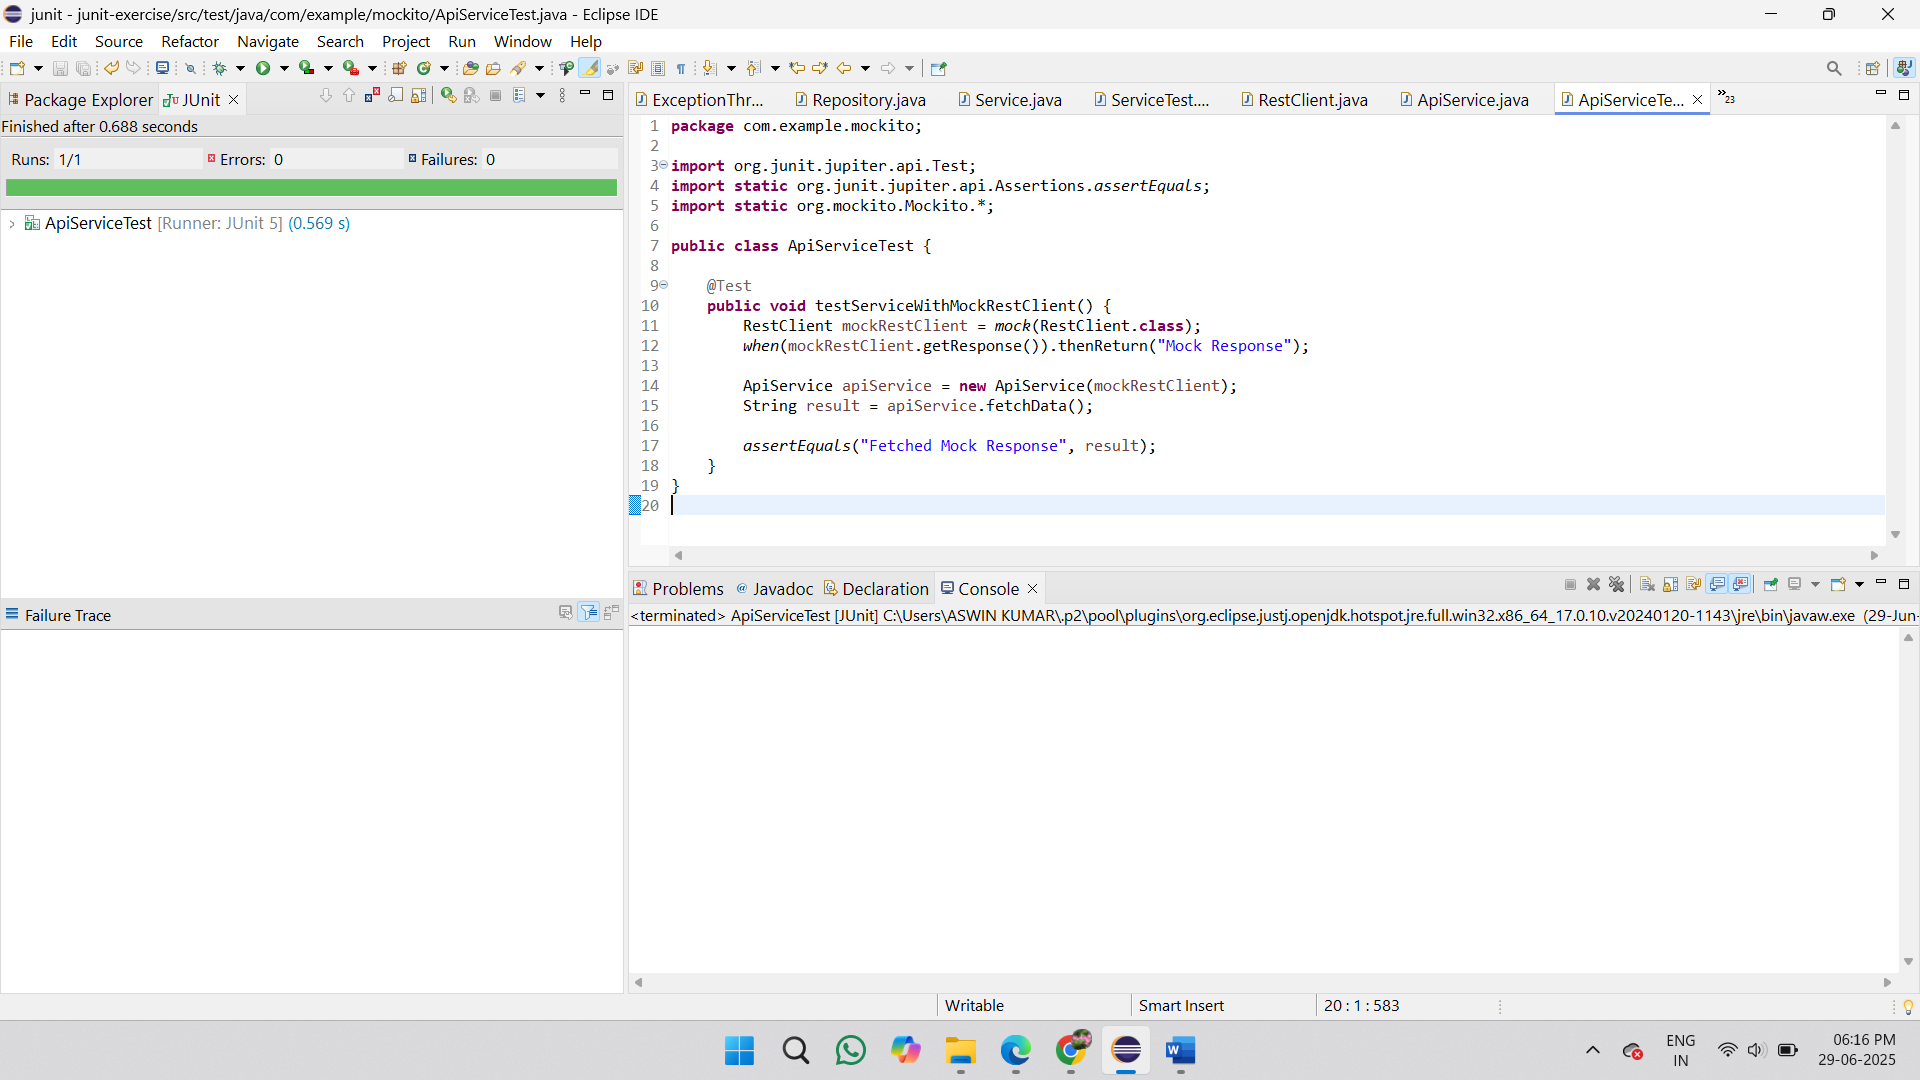 junit - junit-exercise/src/test/java/com/example/mockito/ApiServiceTest.java - Eclipse IDE
File Edit Source Refactor Navigate Search Project Run Window Help
Package Explorer JUnit
Finished after 0.688 seconds
Runs: 1/1 Errors: 0 Failures: 0
ApiServiceTest [Runner: JUnit 5] (0.569 s)
Failure Trace
ExceptionThr... Repository.java Service.java ServiceTest.... RestClient.java ApiService.java ApiServiceTe... »23
1 package com.example.mockito;
2
3 import org.junit.jupiter.api.Test;
4 import static org.junit.jupiter.api.Assertions.assertEquals;
5 import static org.mockito.Mockito.*;
6
7 public class ApiServiceTest {
8
9 @Test
10 public void testServiceWithMockRestClient() {
11 RestClient mockRestClient = mock(RestClient.class);
12 when(mockRestClient.getResponse()).thenReturn("Mock Response");
13
14 ApiService apiService = new ApiService(mockRestClient);
15 String result = apiService.fetchData();
16
17 assertEquals("Fetched Mock Response", result);
18 }
19 }
20
Problems Javadoc Declaration Console
<terminated> ApiServiceTest [JUnit] C:\Users\ASWIN KUMAR\.p2\pool\plugins\org.eclipse.justj.openjdk.hotspot.jre.full.win32.x86_64_17.0.10.v20240120-1143\jre\bin\javaw.exe (29-Jun-
Writable Smart Insert 20 : 1 : 583
ENG
IN
06:16 PM
29-06-2025